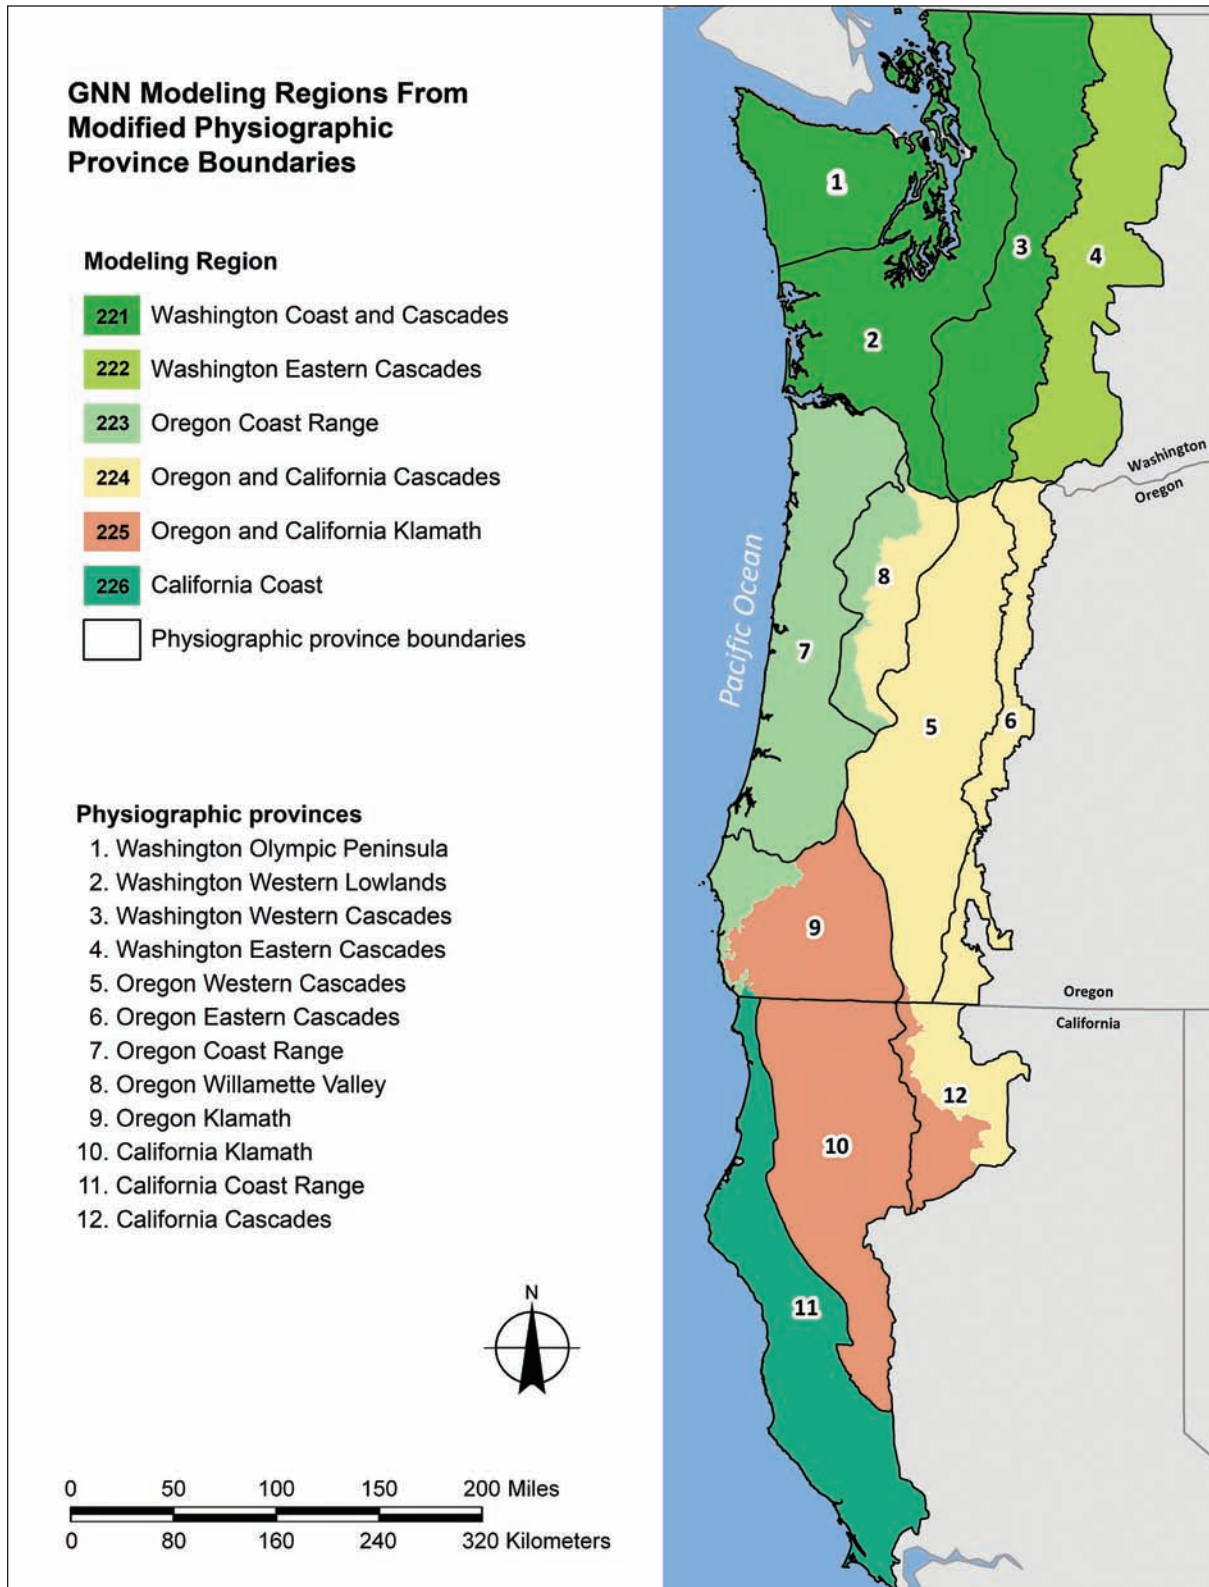 GNN Modeling Regions From
Modified Physiographic
Province Boundaries
Modeling Region
221 Washington Coast and Cascades
222 Washington Eastern Cascades
223 Oregon Coast Range
224 Oregon and California Cascades
225 Oregon and California Klamath
226 California Coast
Physiographic province boundaries
Physiographic provinces
1. Washington Olympic Peninsula
2. Washington Western Lowlands
3. Washington Western Cascades
4. Washington Eastern Cascades
5. Oregon Western Cascades
6. Oregon Eastern Cascades
7. Oregon Coast Range
8. Oregon Willamette Valley
9. Oregon Klamath
10. California Klamath
11. California Coast Range
12. California Cascades
N
0 50 100 150 200 Miles
0 80 160 240 320 Kilometers
1
3
4
2
Washington
Oregon
Pacific Ocean
8
7
6
5
9
Oregon
California
12
10
11